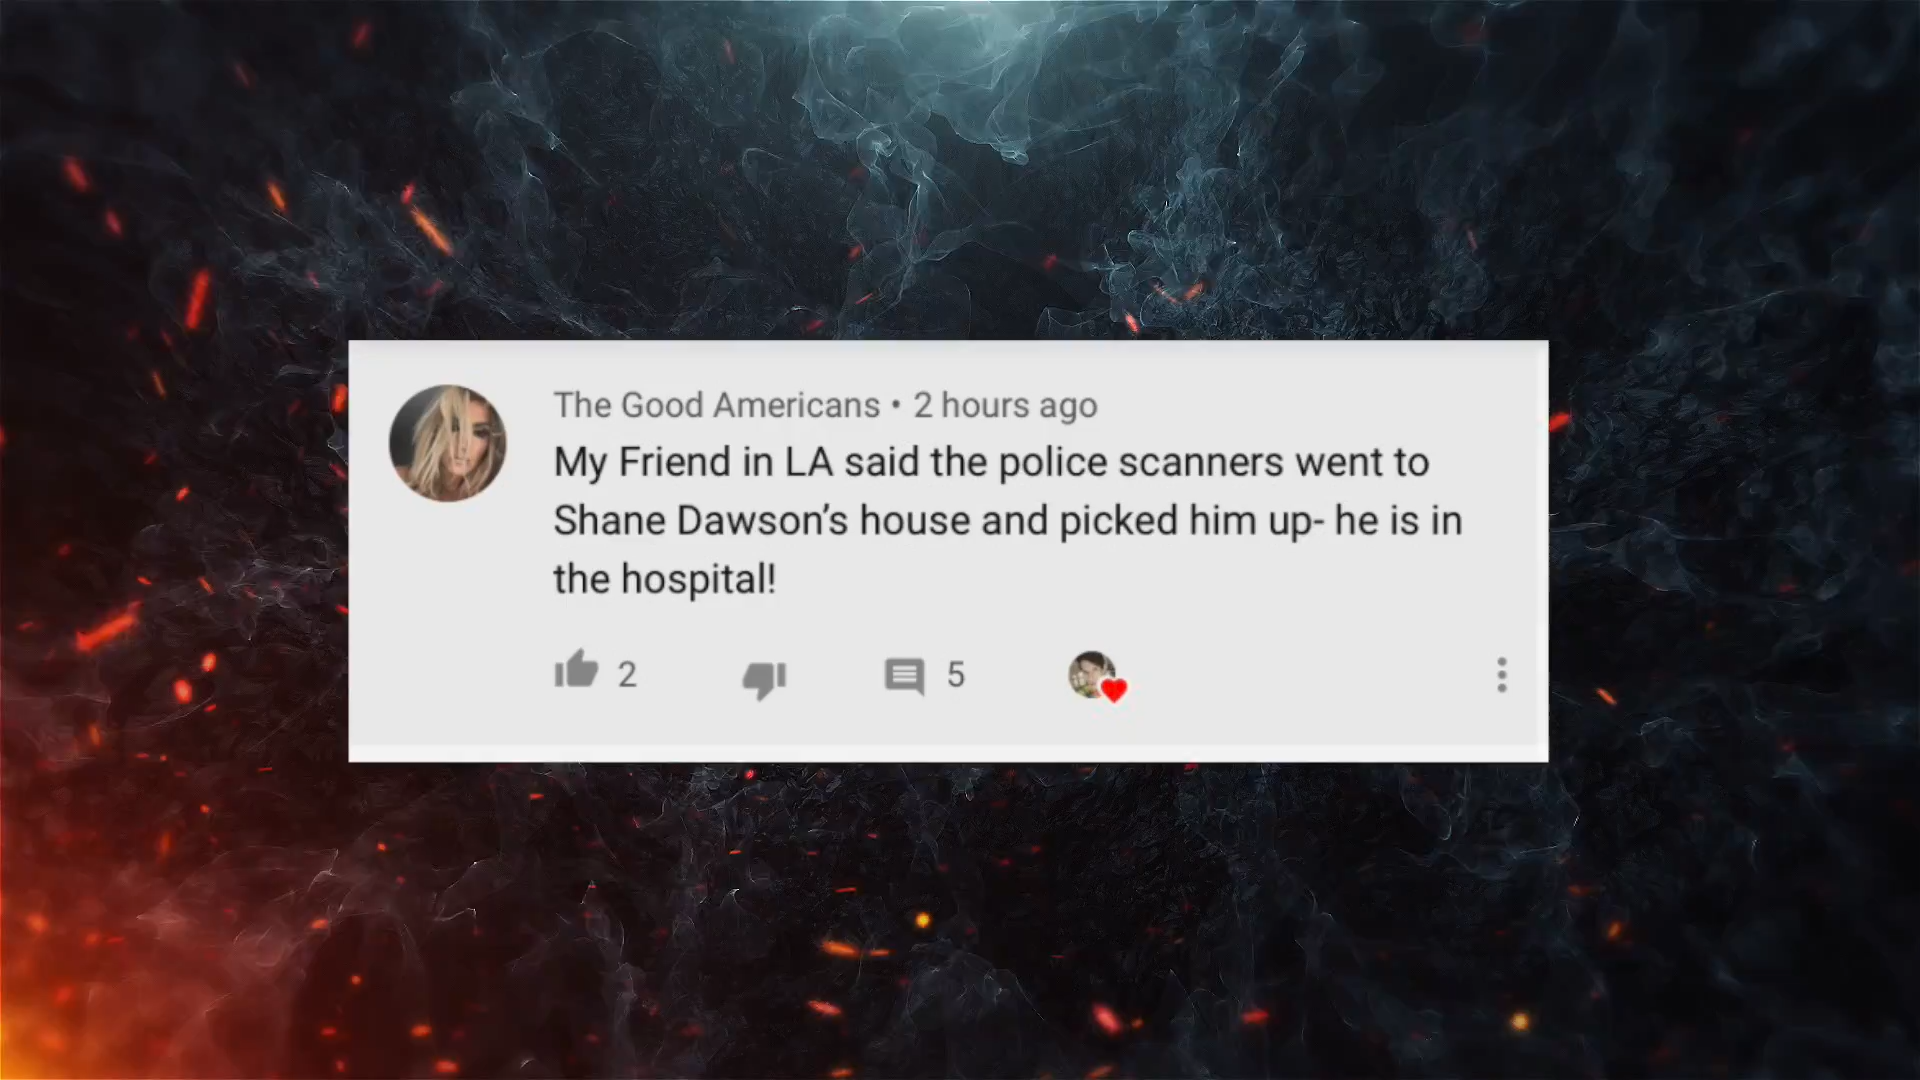 The Good Americans • 2 hours ago
My Friend in LA said the police scanners went to
Shane Dawson’s house and picked him up- he is in
the hospital!
2 5